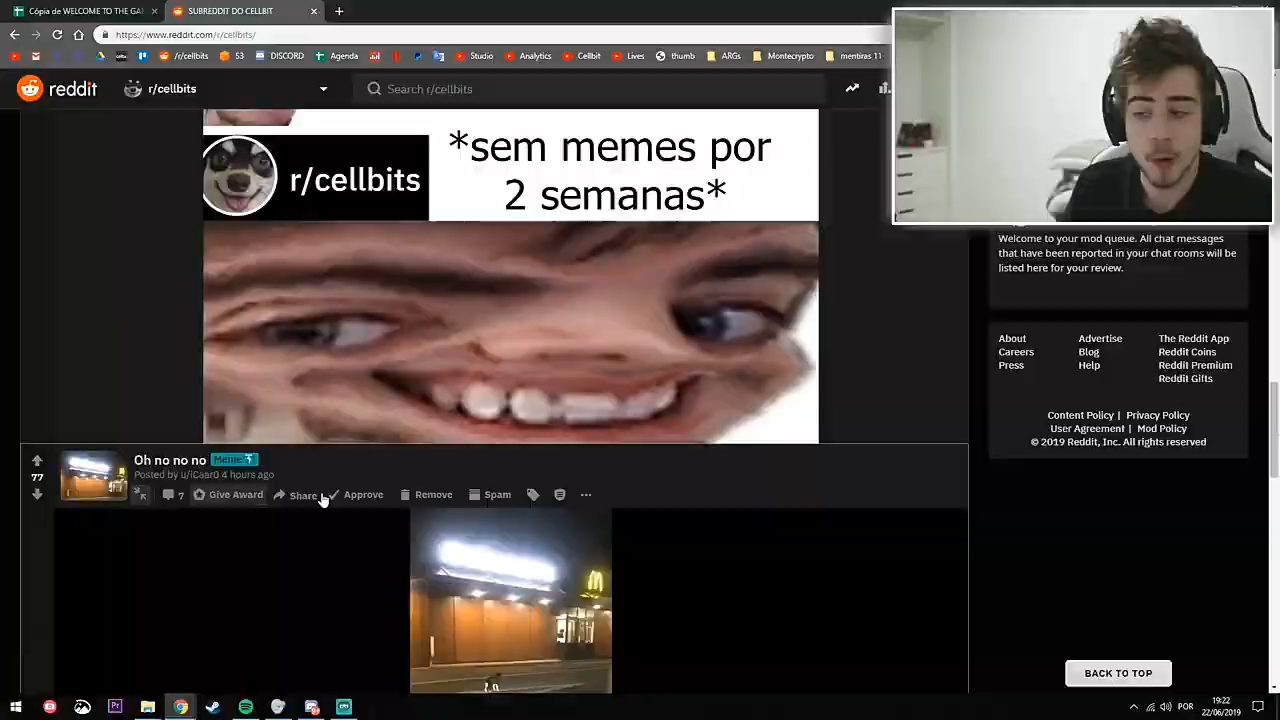 Cópia de WELCOME TO THE GA
SUBREDDIT DO CELLBIT
https://www.reddit.com/r/cellbits/
/r/cellbits
53
DISCORD
Agenda
Studio
Analytics
Cellbit
Lives
thumb
ARGs
Montecrypto
mentiras 11
reddit
r/cellbits
Search r/cellbits
r/cellbits
*sem memes por
2 semanas*
Welcome to your mod queue. All chat messages
that have been reported in your chat rooms will be
listed here for your review.
About
Advertise
The Reddit App
Careers
Blog
Reddit Coins
Press
Help
Reddit Premium
Reddit Gifts
Content Policy | Privacy Policy
User Agreement | Mod Policy
© 2019 Reddit, Inc. All rights reserved
77
Oh no no no
Meme
Posted by u/iCaar0 4 hours ago
7
Give Award
Share
Approve
Remove
Spam
BACK TO TOP
POR
19:22
22/06/2019